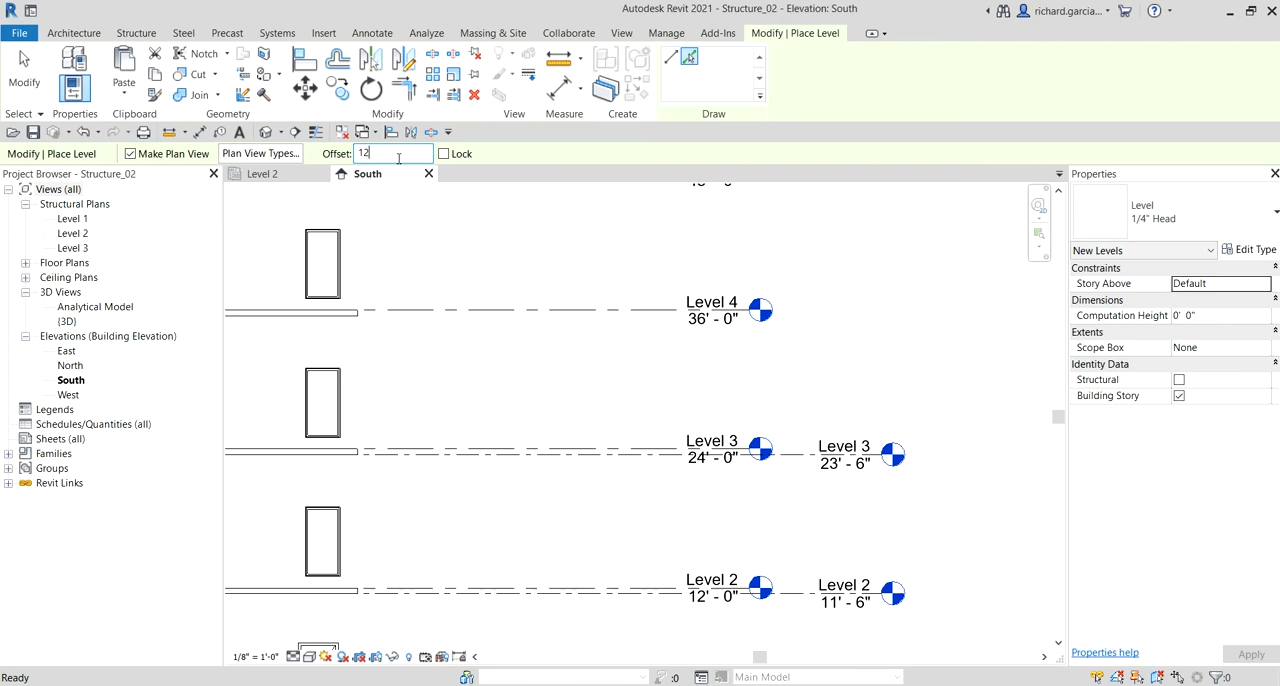 Autodesk Revit 2021 - Structure_02 - Elevation: South
richard.garcia...
File Architecture Structure Steel Precast Systems Insert Annotate Analyze Massing & Site Collaborate View Manage Add-Ins Modify | Place Level
Modify
Paste
Notch
Cut
Join
Select Properties Clipboard Geometry Modify View Measure Create Draw
Modify | Place Level Make Plan View Plan View Types... Offset: 12 Lock
Project Browser - Structure_02
Views (all)
Structural Plans
Level 1
Level 2
Level 3
Floor Plans
Ceiling Plans
3D Views
Analytical Model
{3D}
Elevations (Building Elevation)
East
North
South
West
Legends
Schedules/Quantities (all)
Sheets (all)
Families
Groups
Revit Links
Level 2
South
Level 4
36' - 0"
Level 3
24' - 0"
Level 3
23' - 6"
Level 2
12' - 0"
Level 2
11' - 6"
1/8" = 1'-0"
Properties
Level
1/4" Head
New Levels Edit Type
Constraints
Story Above Default
Dimensions
Computation Height 0' 0"
Extents
Scope Box None
Identity Data
Structural
Building Story
Properties help Apply
Ready
:0
Main Model
:0